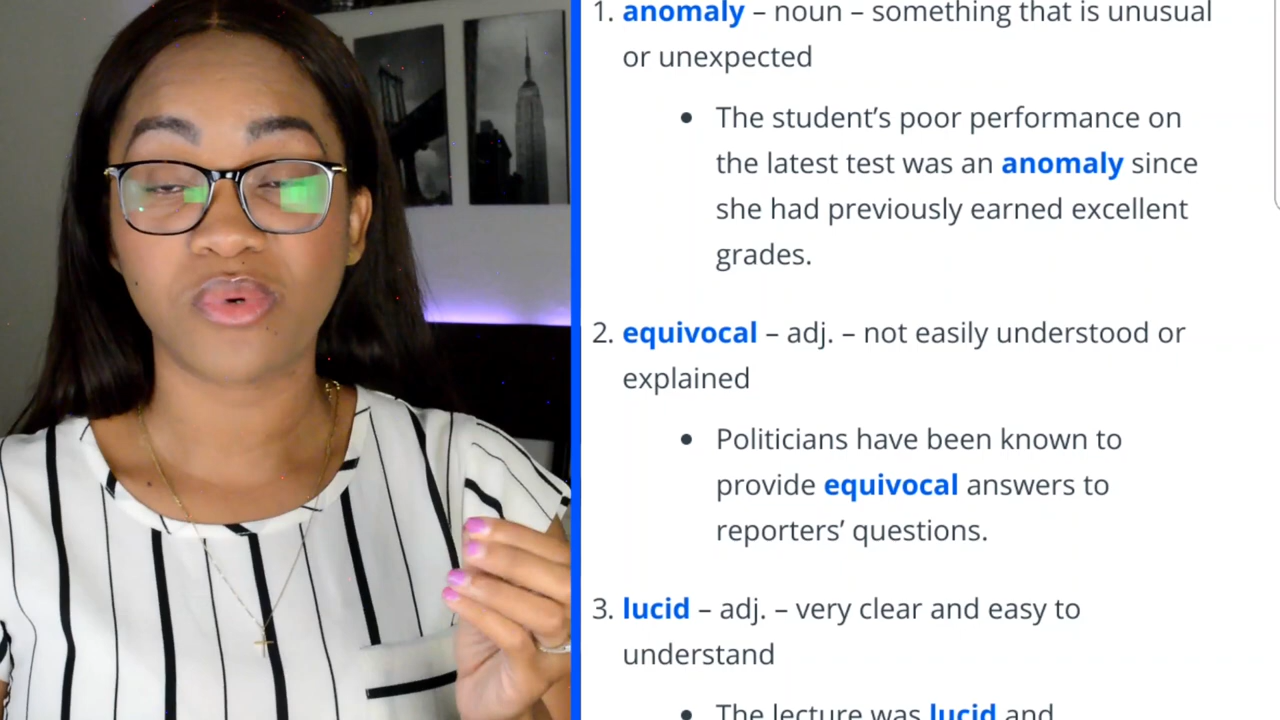 1. anomaly – noun – something that is unusual
or unexpected
• The student’s poor performance on
the latest test was an anomaly since
she had previously earned excellent
grades.
2. equivocal – adj. – not easily understood or
explained
• Politicians have been known to
provide equivocal answers to
reporters’ questions.
3. lucid – adj. – very clear and easy to
understand
• The lecture was lucid and